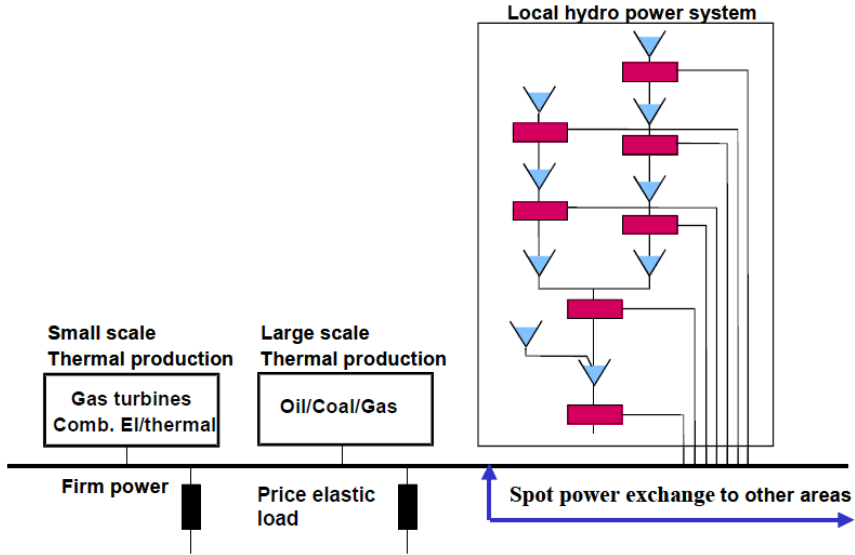 Local hydro power system
Small scale
Thermal production
Large scale
Thermal production
Gas turbines
Comb. El/thermal
Oil/Coal/Gas
Firm power
Price elastic
load
Spot power exchange to other areas